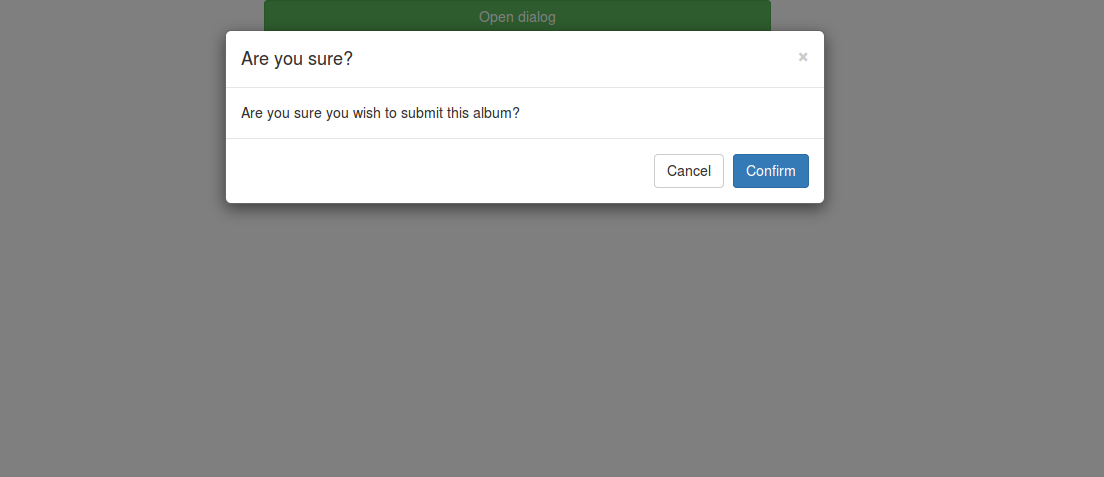 Open dialog
Are you sure?
×
Are you sure you wish to submit this album?
Cancel Confirm